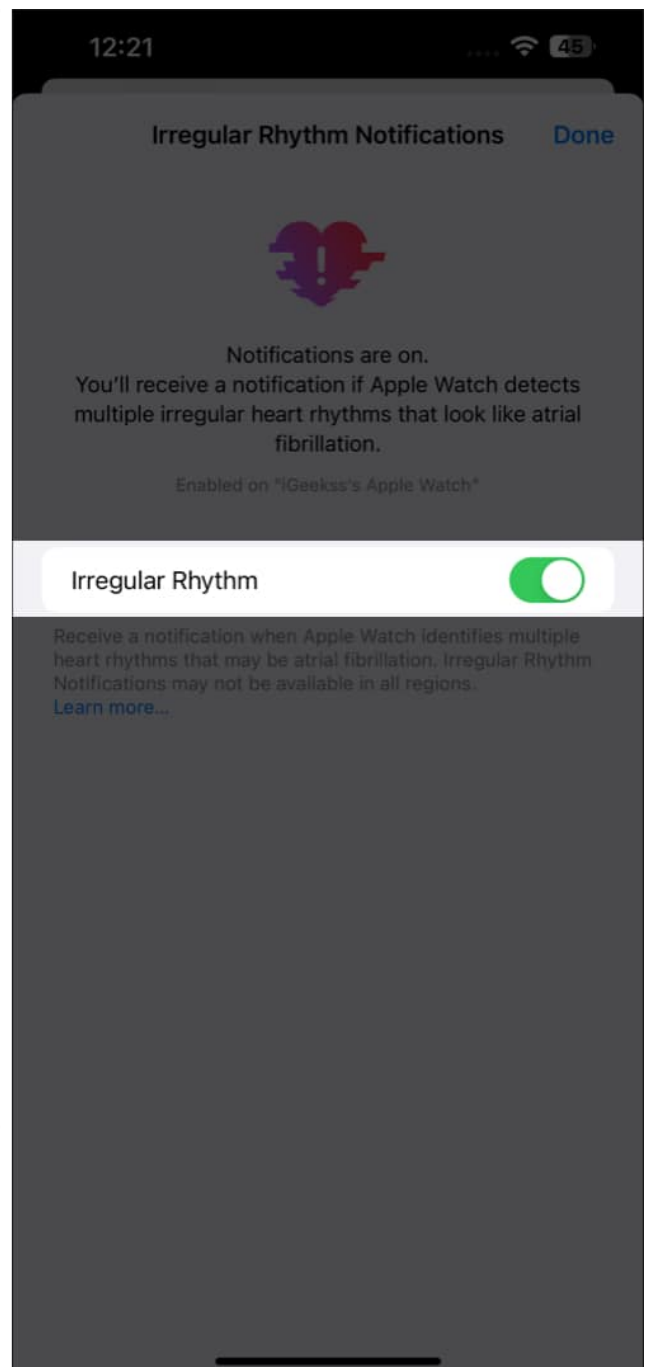 12:21
45
Irregular Rhythm Notifications
Done
!
Notifications are on.
You'll receive a notification if Apple Watch detects
multiple irregular heart rhythms that look like atrial
fibrillation.
Enabled on "iGeekss's Apple Watch"
Irregular Rhythm
Receive a notification when Apple Watch identifies multiple
heart rhythms that may be atrial fibrillation. Irregular Rhythm
Notifications may not be available in all regions.
Learn more...